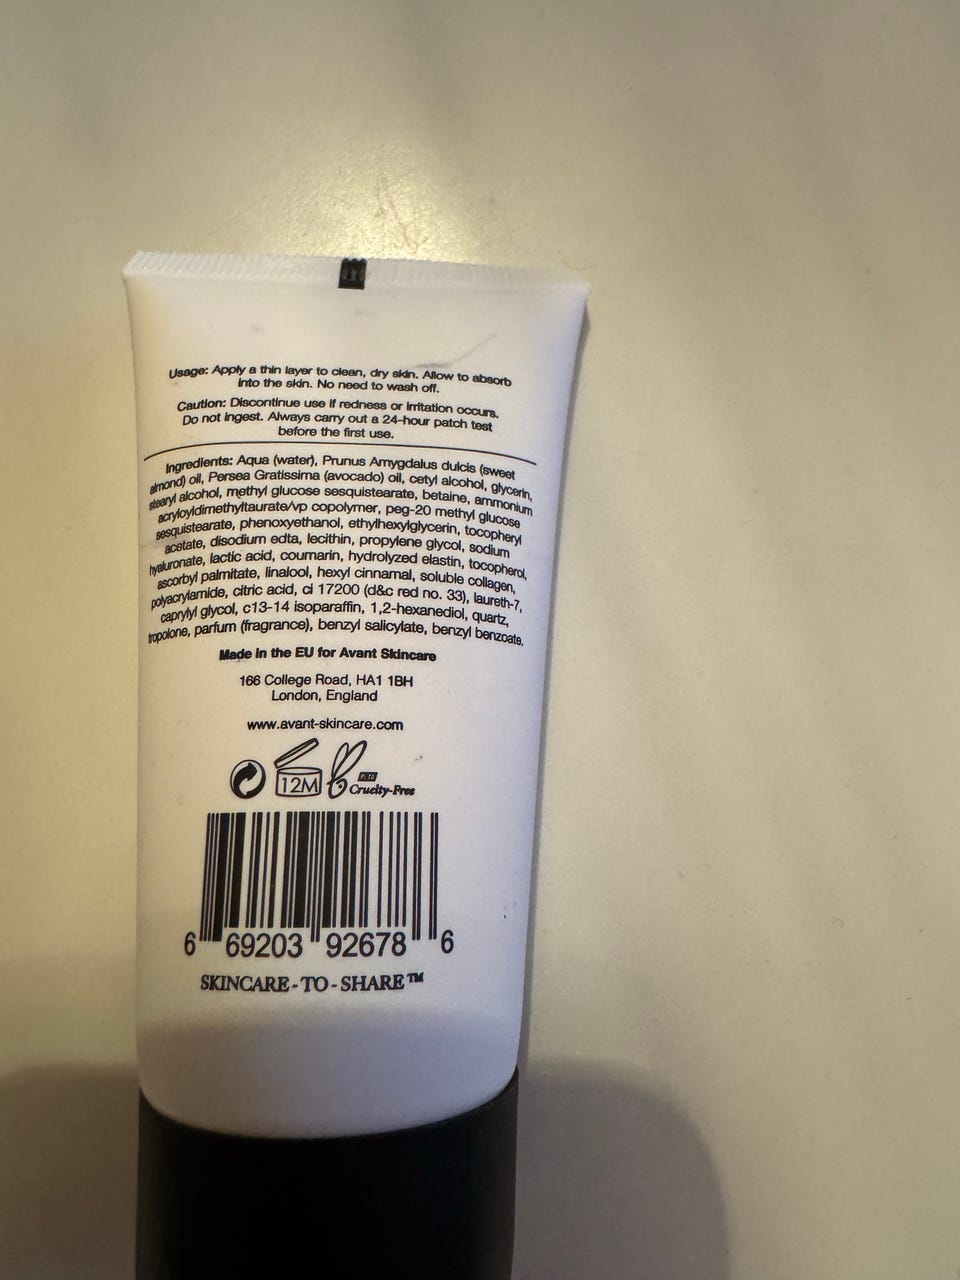 Usage: Apply a thin layer to clean, dry skin. Allow to absorb
into the skin. No need to wash off.
Caution: Discontinue use if redness or irritation occurs.
Do not ingest. Always carry out a 24-hour patch test
before the first use.
Ingredients: Aqua (water), Prunus Amygdalus dulcis (sweet
almond) oil, Persea Gratissima (avocado) oil, cetyl alcohol, glycerin,
stearyl alcohol, methyl glucose sesquistearate, betaine, ammonium
acryloyldimethyltaurate/vp copolymer, peg-20 methyl glucose
sesquistearate, phenoxyethanol, ethylhexylglycerin, tocopheryl
acetate, disodium edta, lecithin, propylene glycol, sodium
hyaluronate, lactic acid, coumarin, hydrolyzed elastin, tocopherol,
ascorbyl palmitate, linalool, hexyl cinnamal, soluble collagen,
polyacrylamide, citric acid, ci 17200 (d&c red no. 33), laureth-7,
caprylyl glycol, c13-14 isoparaffin, 1,2-hexanediol, quartz,
tropolone, parfum (fragrance), benzyl salicylate, benzyl benzoate.
Made in the EU for Avant Skincare
166 College Road, HA1 1BH
London, England
www.avant-skincare.com
12M PETA
Cruelty-Free
6 69203 92678 6
SKINCARE-TO-SHARE™